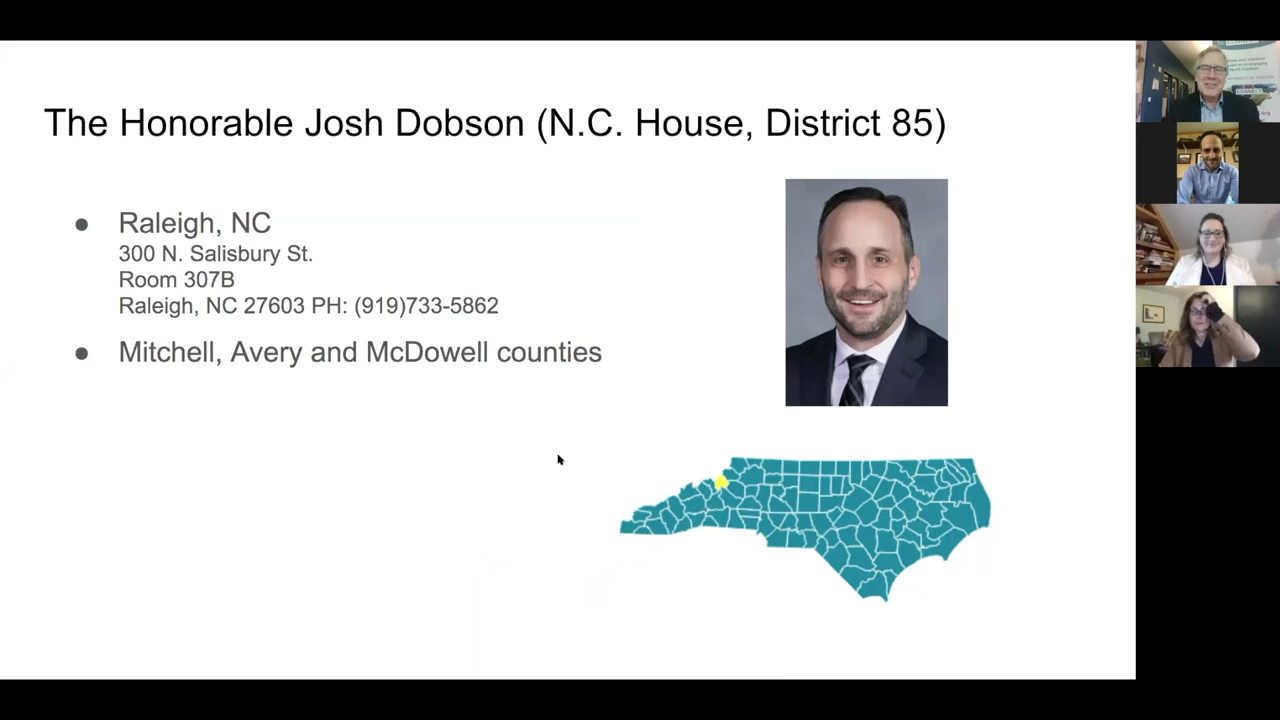 The Honorable Josh Dobson (N.C. House, District 85)
● Raleigh, NC
300 N. Salisbury St.
Room 307B
Raleigh, NC 27603 PH: (919)733-5862
● Mitchell, Avery and McDowell counties